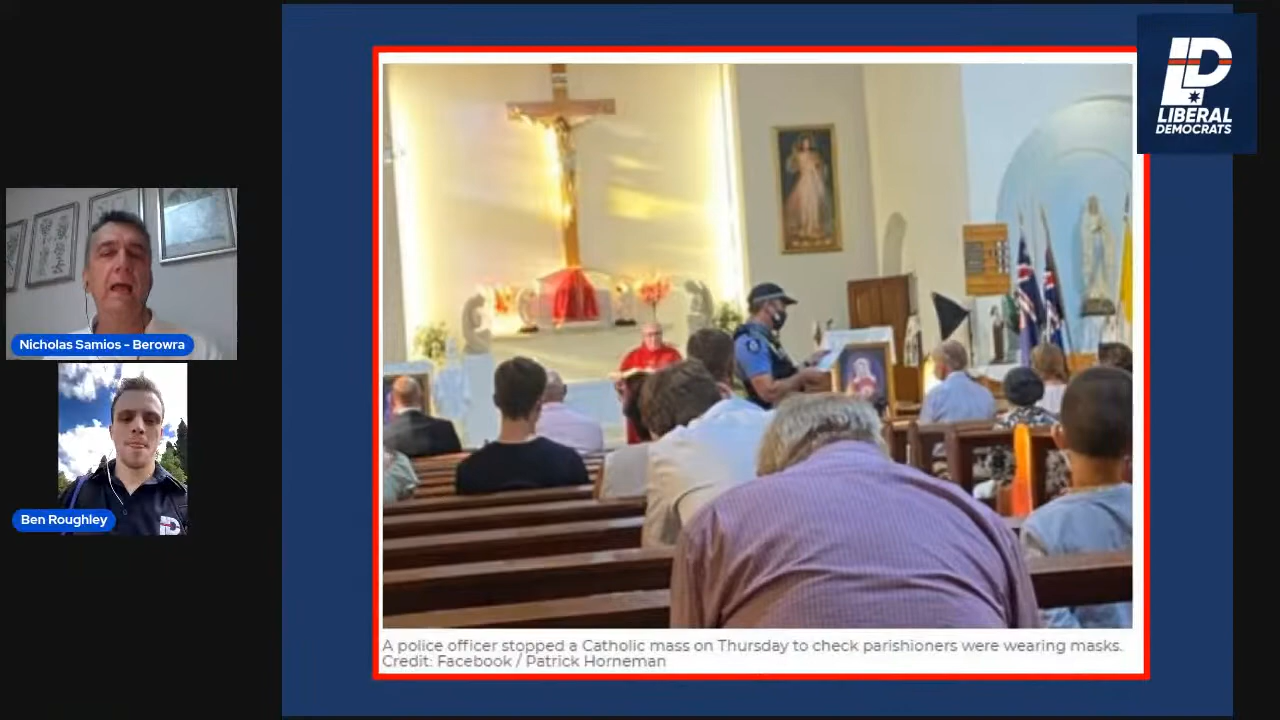 LIBERAL
DEMOCRATS
Nicholas Samios - Berowra
Ben Roughley
A police officer stopped a Catholic mass on Thursday to check parishioners were wearing masks.
Credit: Facebook / Patrick Horneman